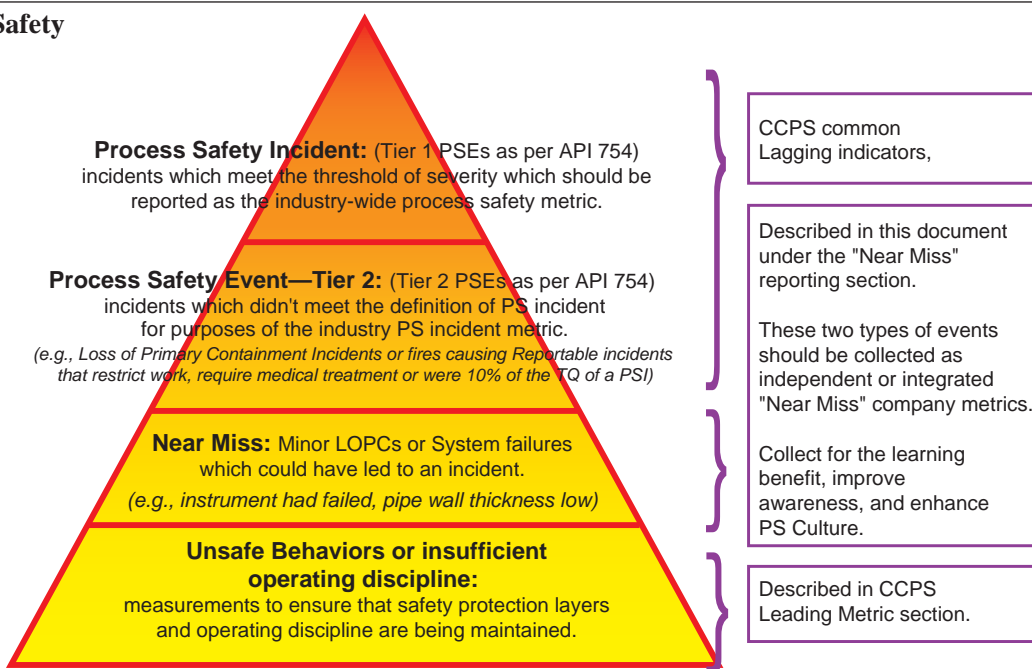 Safety
Process Safety Incident: (Tier 1 PSEs as per API 754)
incidents which meet the threshold of severity which should be
reported as the industry-wide process safety metric.
Process Safety Event—Tier 2: (Tier 2 PSEs as per API 754)
incidents which didn't meet the definition of PS incident
for purposes of the industry PS incident metric.
(e.g., Loss of Primary Containment Incidents or fires causing Reportable incidents
that restrict work, require medical treatment or were 10% of the TQ of a PSI)
Near Miss: Minor LOPCs or System failures
which could have led to an incident.
(e.g., instrument had failed, pipe wall thickness low)
Unsafe Behaviors or insufficient
operating discipline:
measurements to ensure that safety protection layers
and operating discipline are being maintained.
CCPS common
Lagging indicators,
Described in this document
under the "Near Miss"
reporting section.
These two types of events
should be collected as
independent or integrated
"Near Miss" company metrics.
Collect for the learning
benefit, improve
awareness, and enhance
PS Culture.
Described in CCPS
Leading Metric section.